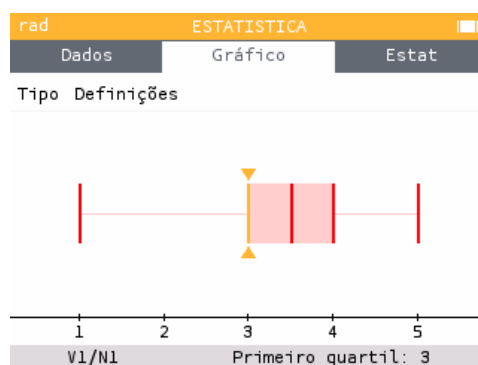 rad ESTATISTICA
Dados Gráfico Estat
Tipo Definições
1 2 3 4 5
V1/N1 Primeiro quartil: 3